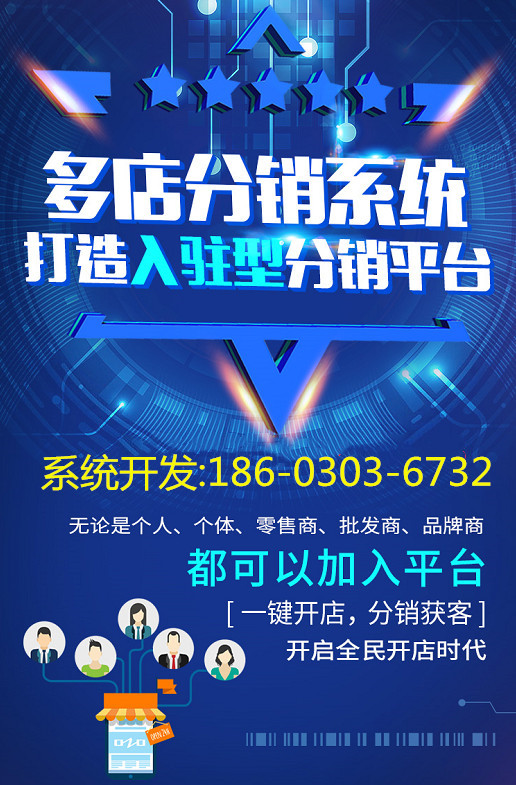 多店分销系统
打造入驻型分销平台
系统开发:186-0303-6732
无论是个人、个体、零售商、批发商、品牌商
都可以加入平台
[ 一键开店，分销获客 ]
开启全民开店时代